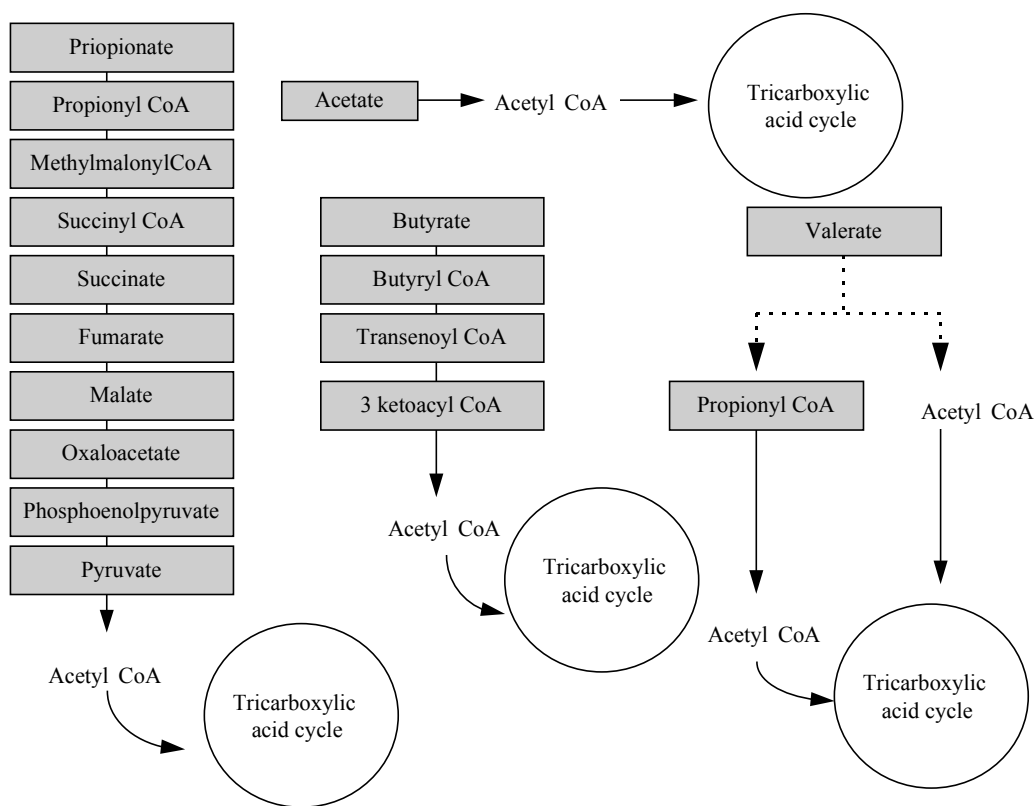 Priopionate
Propionyl CoA
MethylmalonylCoA
Succinyl CoA
Succinate
Fumarate
Malate
Oxaloacetate
Phosphoenolpyruvate
Pyruvate
Acetyl CoA
Tricarboxylic
acid cycle
Acetate
Acetyl CoA
Tricarboxylic
acid cycle
Butyrate
Butyryl CoA
Transenoyl CoA
3 ketoacyl CoA
Acetyl CoA
Tricarboxylic
acid cycle
Valerate
Propionyl CoA
Acetyl CoA
Acetyl CoA
Tricarboxylic
acid cycle